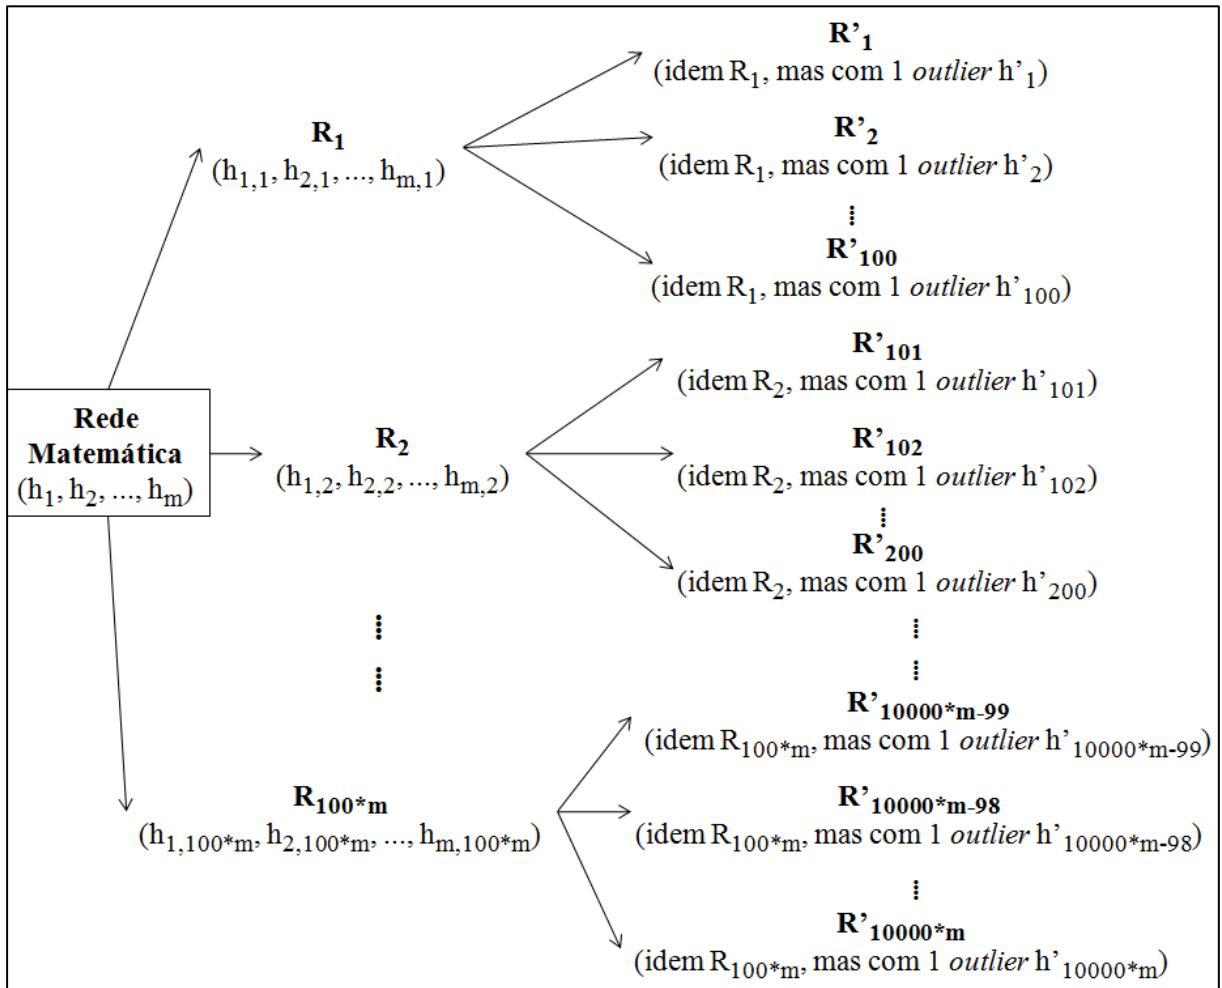 Rede
Matemática
(h₁, h₂, ..., hₘ)
R₁
(h₁,₁, h₂,₁, ..., hₘ,₁)
R'₁
(idem R₁, mas com 1 outlier h'₁)
R'₂
(idem R₁, mas com 1 outlier h'₂)
R'₁₀₀
(idem R₁, mas com 1 outlier h'₁₀₀)
R₂
(h₁,₂, h₂,₂, ..., hₘ,₂)
R'₁₀₁
(idem R₂, mas com 1 outlier h'₁₀₁)
R'₁₀₂
(idem R₂, mas com 1 outlier h'₁₀₂)
R'₂₀₀
(idem R₂, mas com 1 outlier h'₂₀₀)
R₁₀₀*ₘ
(h₁,₁₀₀*ₘ, h₂,₁₀₀*ₘ, ..., hₘ,₁₀₀*ₘ)
R'₁₀₀₀₀*ₘ₋₉₉
(idem R₁₀₀*ₘ, mas com 1 outlier h'₁₀₀₀₀*ₘ₋₉₉)
R'₁₀₀₀₀*ₘ₋₉₈
(idem R₁₀₀*ₘ, mas com 1 outlier h'₁₀₀₀₀*ₘ₋₉₈)
R'₁₀₀₀₀*ₘ
(idem R₁₀₀*ₘ, mas com 1 outlier h'₁₀₀₀₀*ₘ)